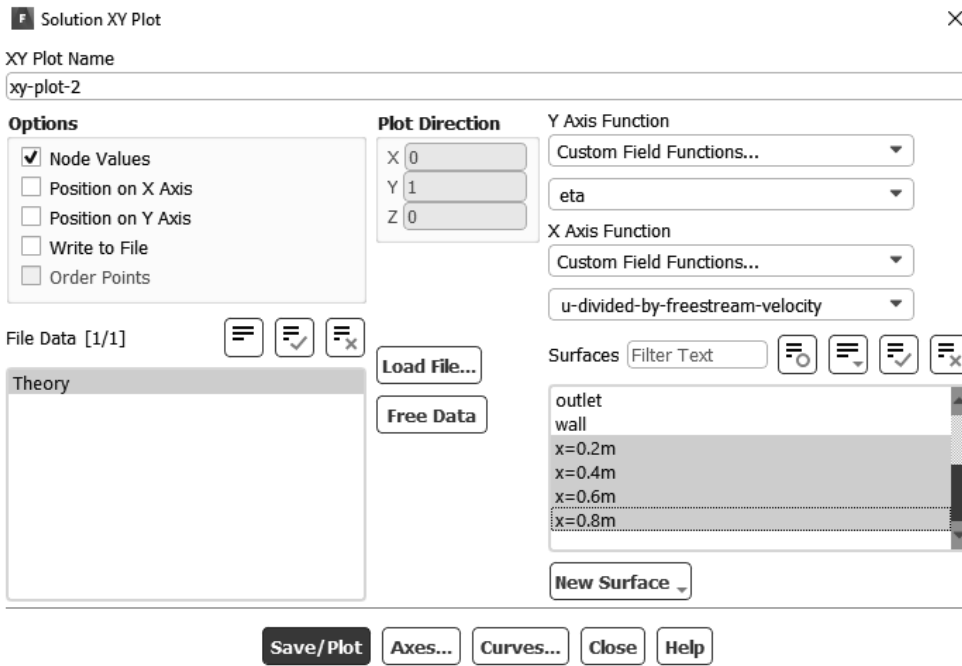 F Solution XY Plot
XY Plot Name
xy-plot-2
Options
Node Values
Position on X Axis
Position on Y Axis
Write to File
Order Points
Plot Direction
X 0
Y 1
Z 0
Y Axis Function
Custom Field Functions...
eta
X Axis Function
Custom Field Functions...
u-divided-by-freestream-velocity
File Data [1/1]
Theory
Load File...
Free Data
Surfaces Filter Text
outlet
wall
x=0.2m
x=0.4m
x=0.6m
x=0.8m
New Surface
Save/Plot Axes... Curves... Close Help